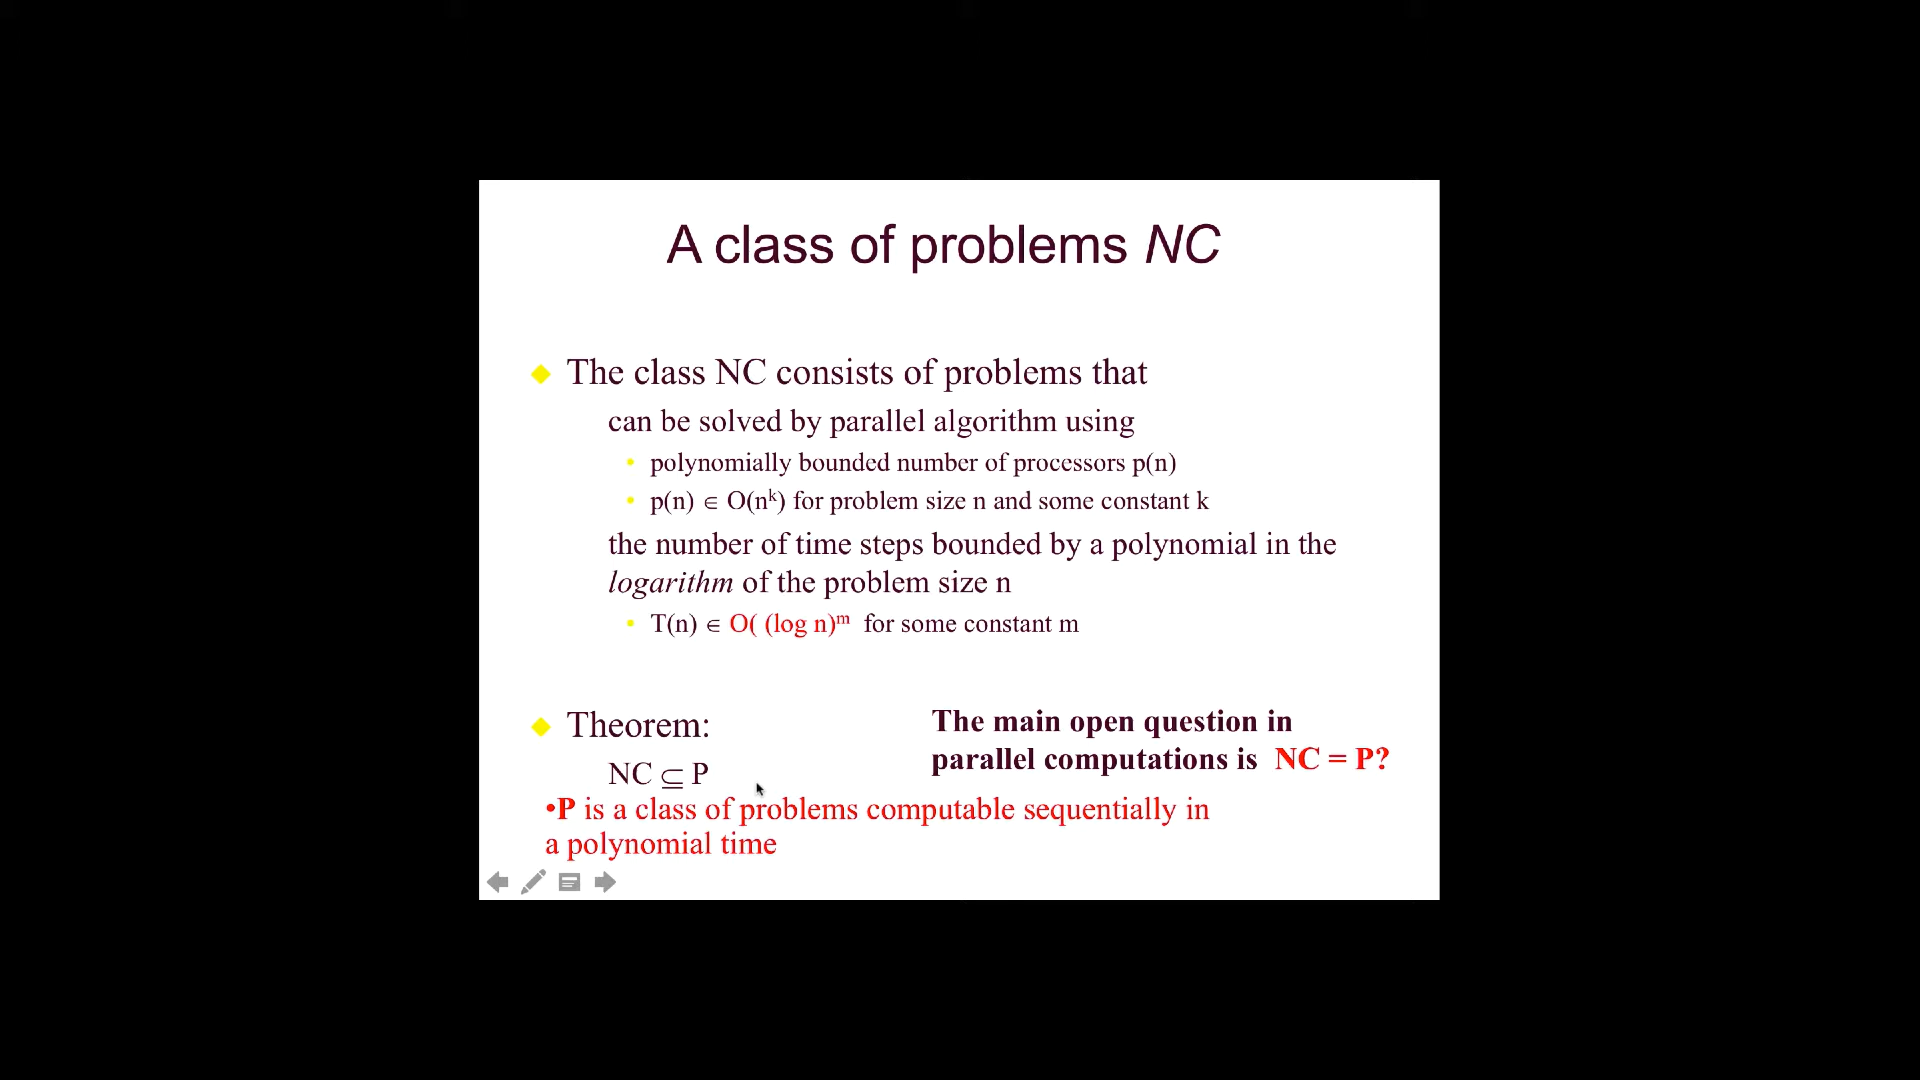 A class of problems NC
The class NC consists of problems that
can be solved by parallel algorithm using
• polynomially bounded number of processors p(n)
• p(n) ∈ O(nᵏ) for problem size n and some constant k
the number of time steps bounded by a polynomial in the
logarithm of the problem size n
• T(n) ∈ O( (log n)ᵐ for some constant m
Theorem:
NC ⊆ P
The main open question in
parallel computations is NC = P?
•P is a class of problems computable sequentially in
a polynomial time